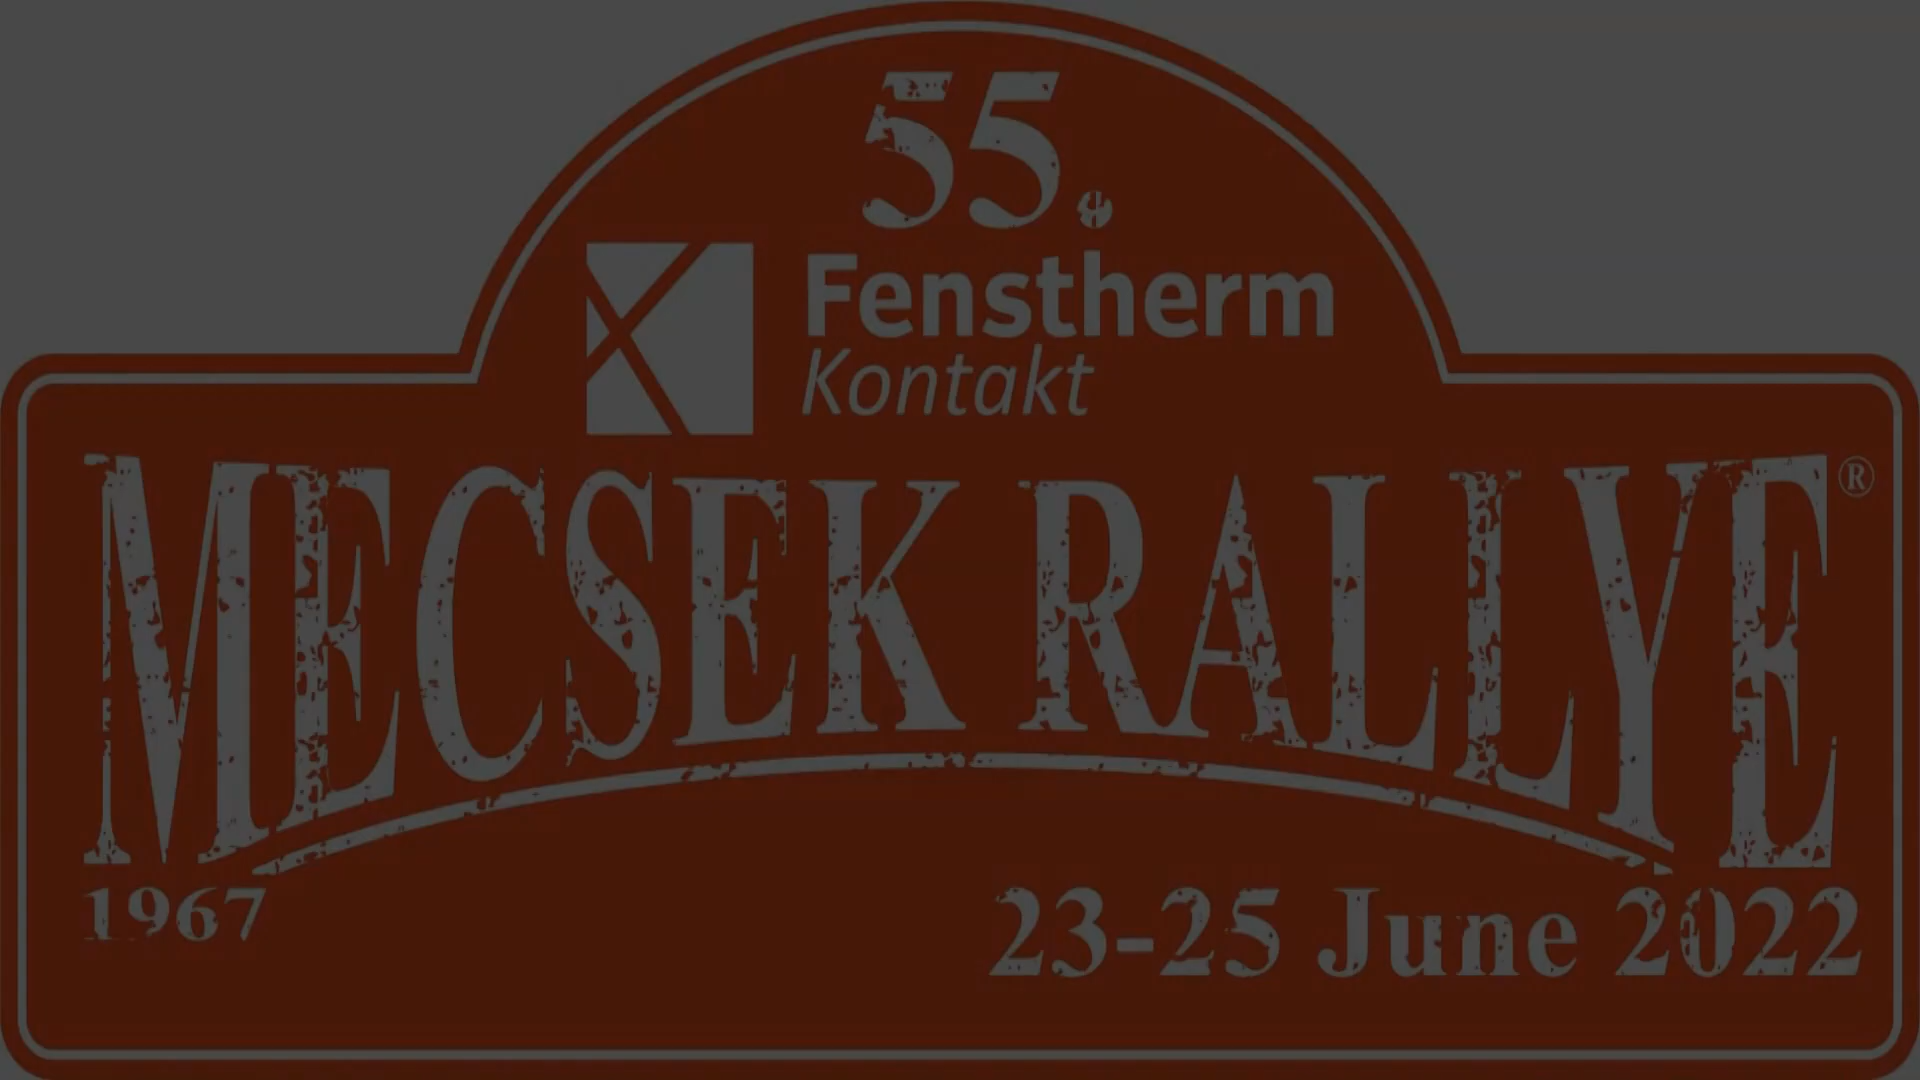 55.
Fenstherm
Kontakt
MECSEK RALLYE®
1967
23-25 June 2022